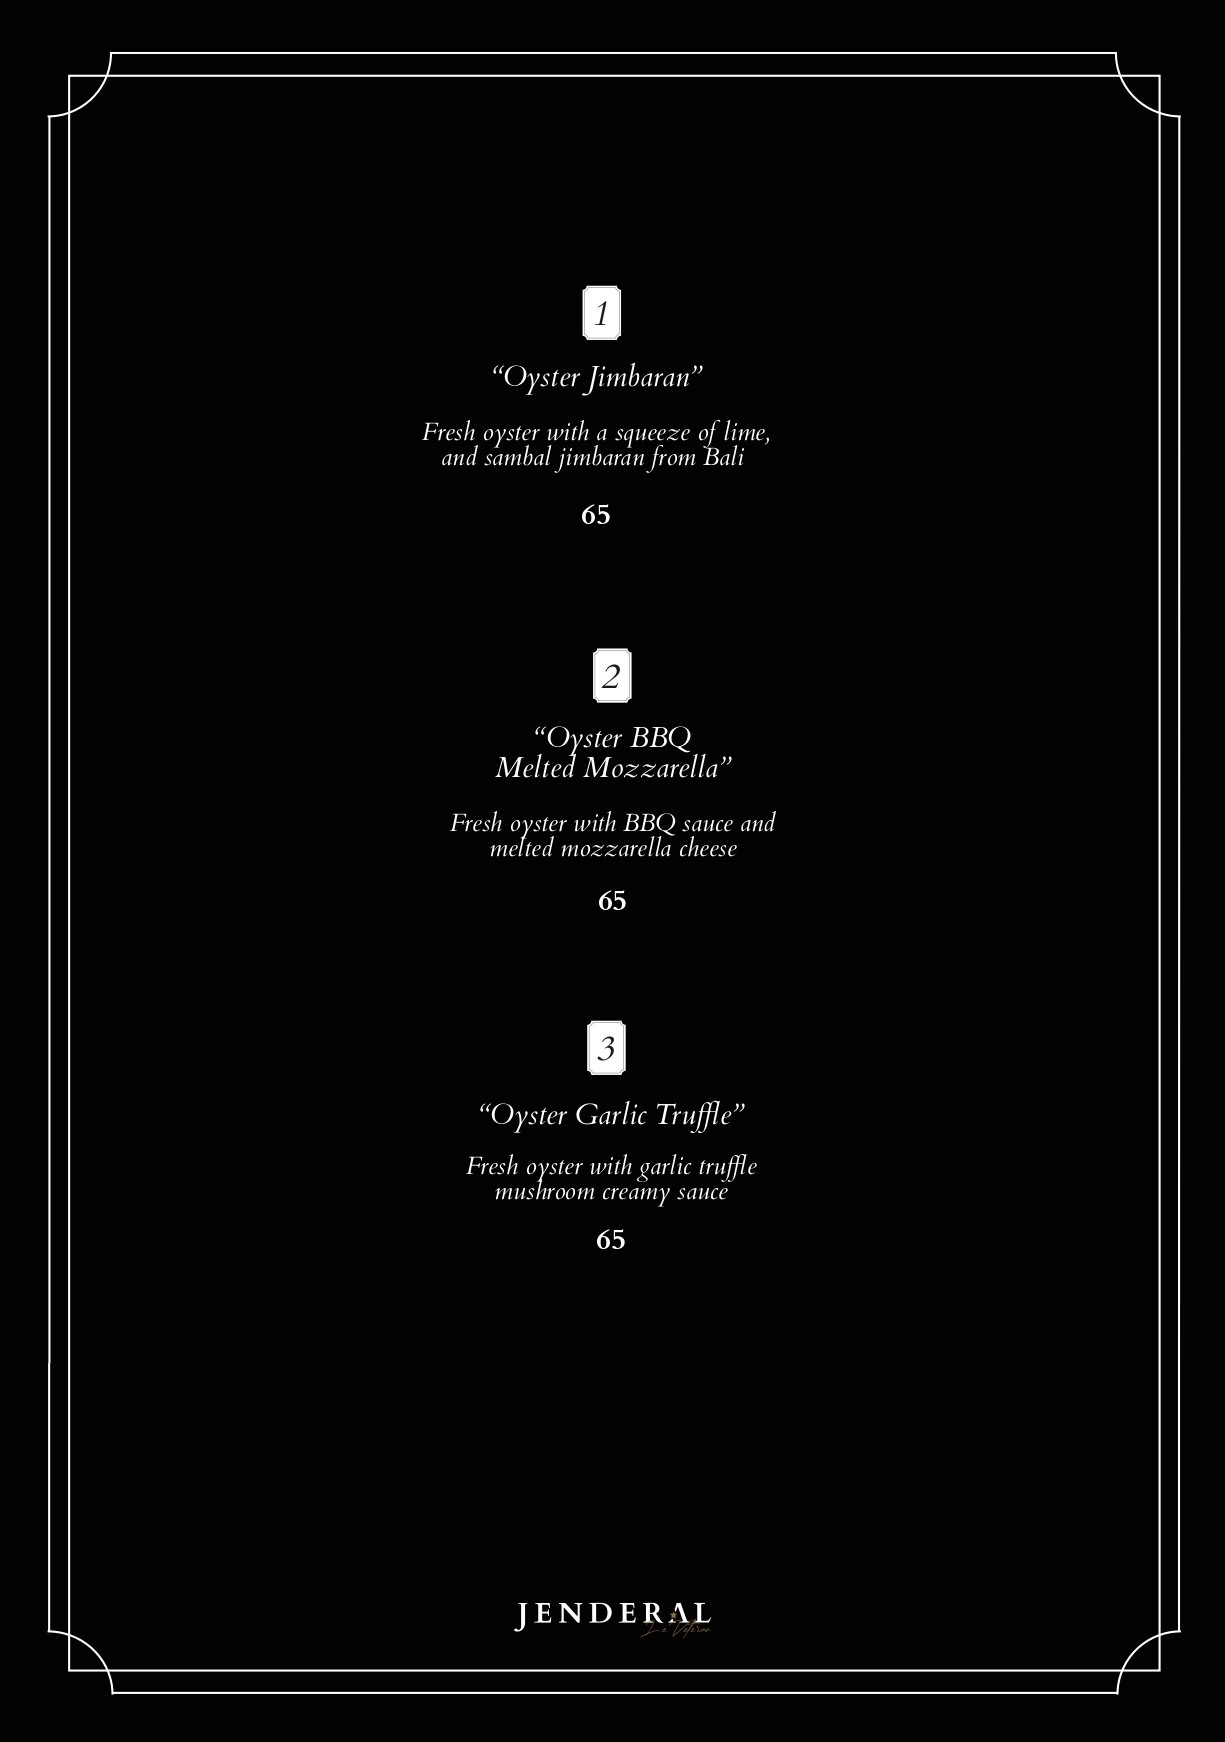 1
“Oyster Jimbaran”
Fresh oyster with a squeeze of lime,
and sambal jimbaran from Bali
65
2
“Oyster BBQ
Melted Mozzarella”
Fresh oyster with BBQ sauce and
melted mozzarella cheese
65
3
“Oyster Garlic Truffle”
Fresh oyster with garlic truffle
mushroom creamy sauce
65
JENDERAL
Le Veteran